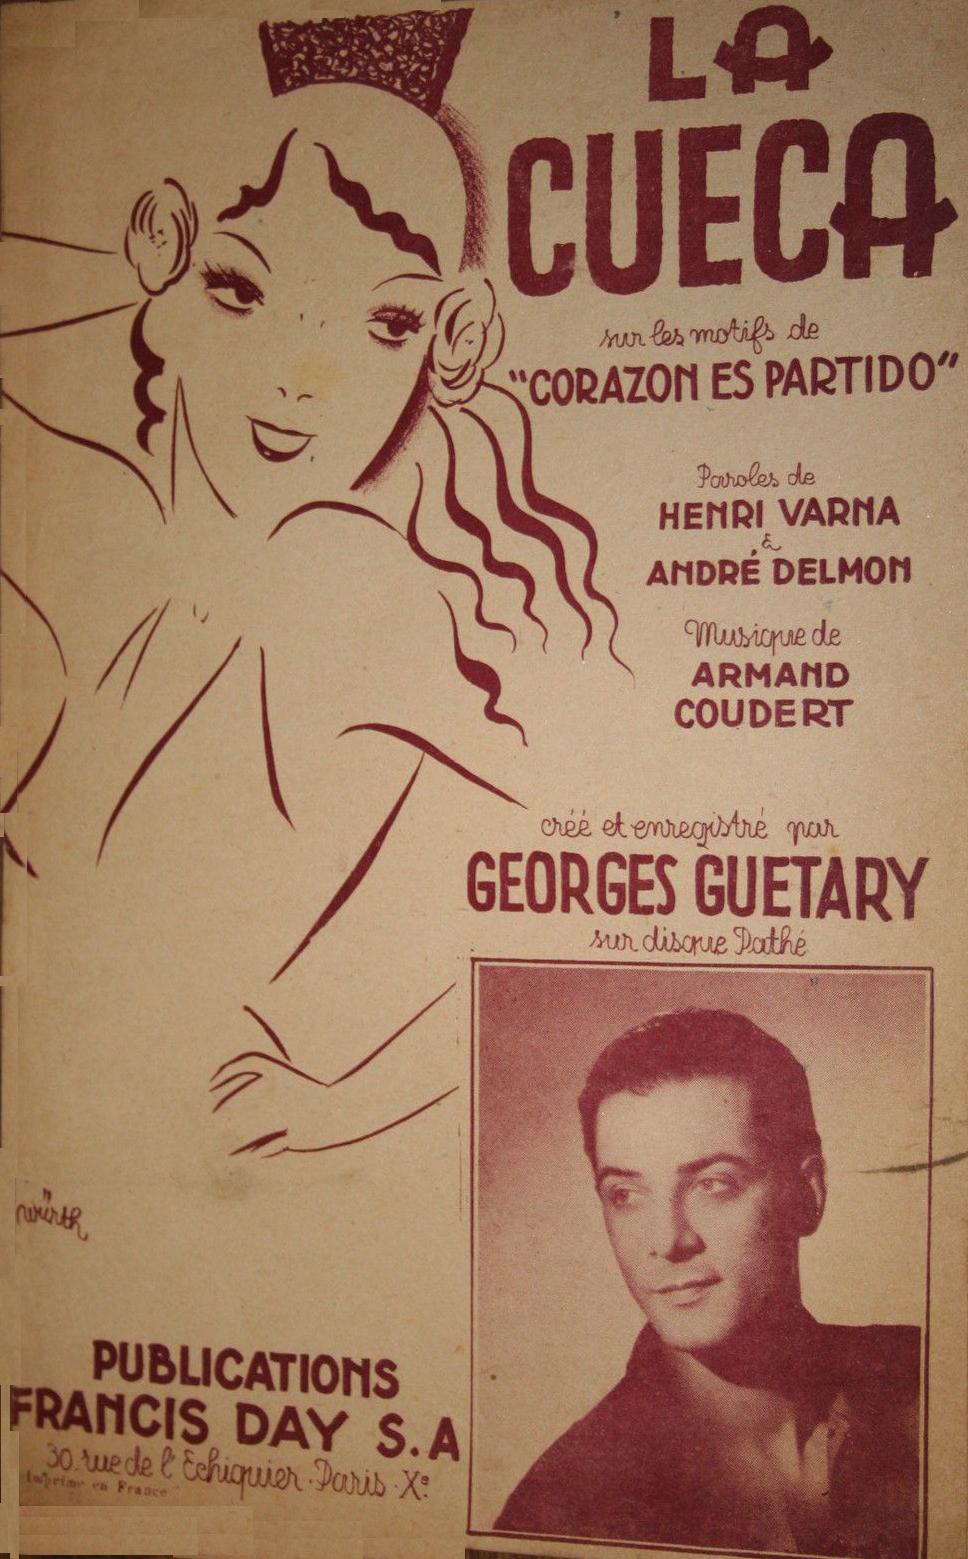 LA
CUECA
sur les motifs de
"CORAZON ES PARTIDO"
Paroles de
HENRI VARNA
&
ANDRÉ DELMON
Musique de
ARMAND
COUDERT
créé et enregistré par
GEORGES GUETARY
sur disque Pathé
würth
PUBLICATIONS
FRANCIS DAY S.A
30 rue de l'Echiquier · Paris · Xe
Imprimé en France